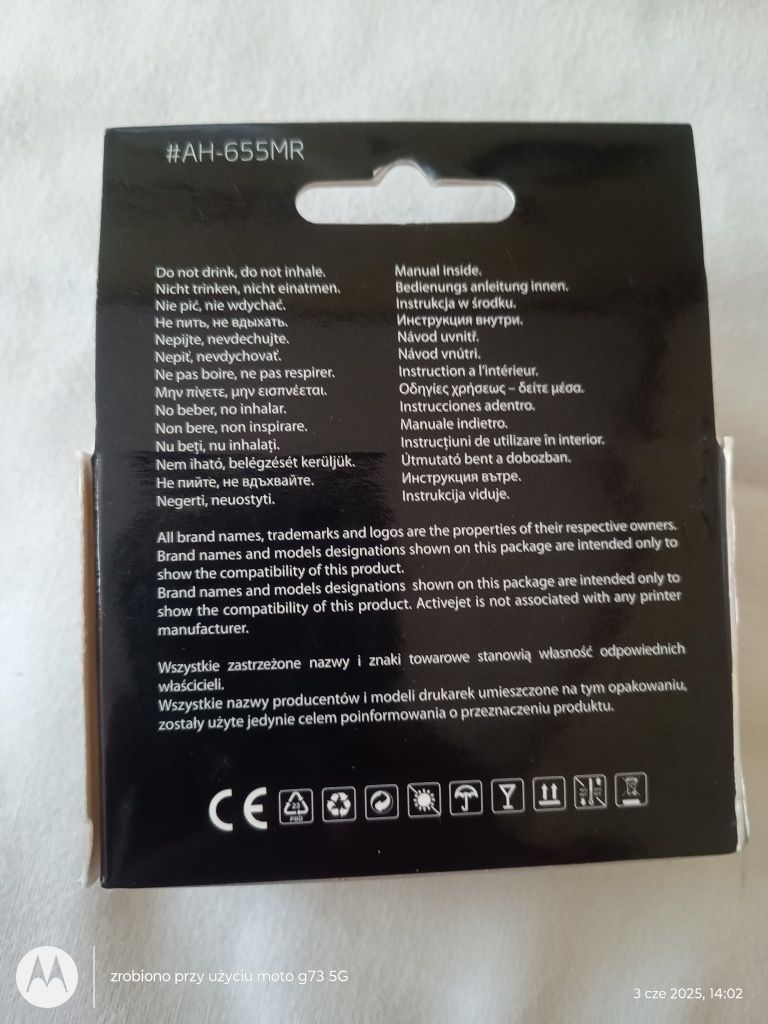 #AH-655MR
Do not drink, do not inhale.
Nicht trinken, nicht einatmen.
Nie pić, nie wdychać.
Не пить, не вдыхать.
Nepijte, nevdechujte.
Nepiť, nevdychovať.
Ne pas boire, ne pas respirer.
Μην πίνετε, μην εισπνέεται.
No beber, no inhalar.
Non bere, non inspirare.
Nu beți, nu inhalați.
Nem iható, belégzését kerüljük.
Не пийте, не вдъхвайте.
Negerti, neuostyti.
Manual inside.
Bedienungs anleitung innen.
Instrukcja w środku.
Инструкция внутри.
Návod uvnitř.
Návod vnútri.
Instruction a l'intérieur.
Οδηγίες χρήσεως – δείτε μέσα.
Instrucciones adentro.
Manuale indietro.
Instrucțiuni de utilizare în interior.
Útmutató bent a dobozban.
Инструкция вътре.
Instrukcija viduje.
All brand names, trademarks and logos are the properties of their respective owners.
Brand names and models designations shown on this package are intended only to
show the compatibility of this product.
Brand names and models designations shown on this package are intended only to
show the compatibility of this product. Activejet is not associated with any printer
manufacturer.
Wszystkie zastrzeżone nazwy i znaki towarowe stanowią własność odpowiednich
właścicieli.
Wszystkie nazwy producentów i modeli drukarek umieszczone na tym opakowaniu,
zostały użyte jedynie celem poinformowania o przeznaczeniu produktu.
CE
23
PBD
zrobiono przy użyciu moto g73 5G
3 cze 2025, 14:02